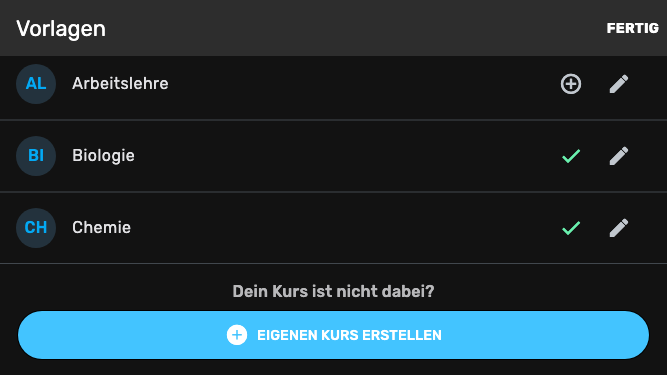 Vorlagen FERTIG
AL Arbeitslehre
BI Biologie
CH Chemie
Dein Kurs ist nicht dabei?
EIGENEN KURS ERSTELLEN